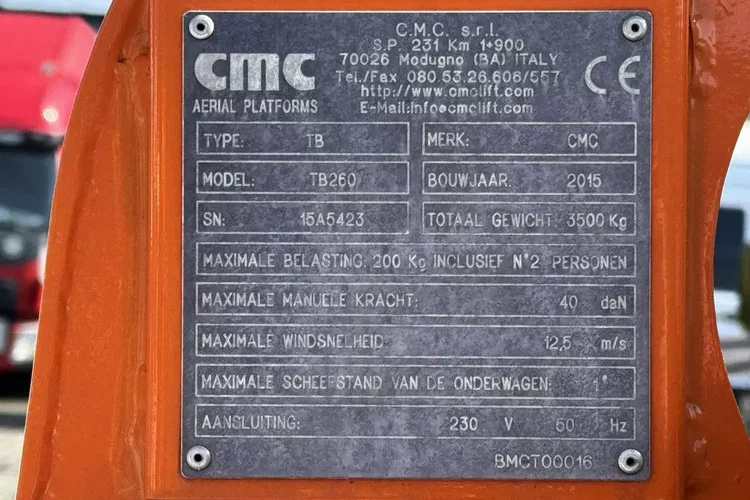 C.M.C. s.r.l.
S.P. 231 Km 1+900
70026 Modugno (BA) ITALY
Tel./Fax 080.53.26.606/557
http://www.cmclift.com
E-Mail:info@cmclift.com
CMC
AERIAL PLATFORMS
CE
TYPE: TB
MERK: CMC
MODEL: TB260
BOUWJAAR: 2015
SN: 15A5423
TOTAAL GEWICHT: 3500 Kg
MAXIMALE BELASTING: 200 Kg INCLUSIEF N°2 PERSONEN
MAXIMALE MANUELE KRACHT: 40 daN
MAXIMALE WINDSNELHEID: 12,5 m/s
MAXIMALE SCHEEFSTAND VAN DE ONDERWAGEN: 1°
AANSLUITING: 230 V 50 Hz
BMCT00016